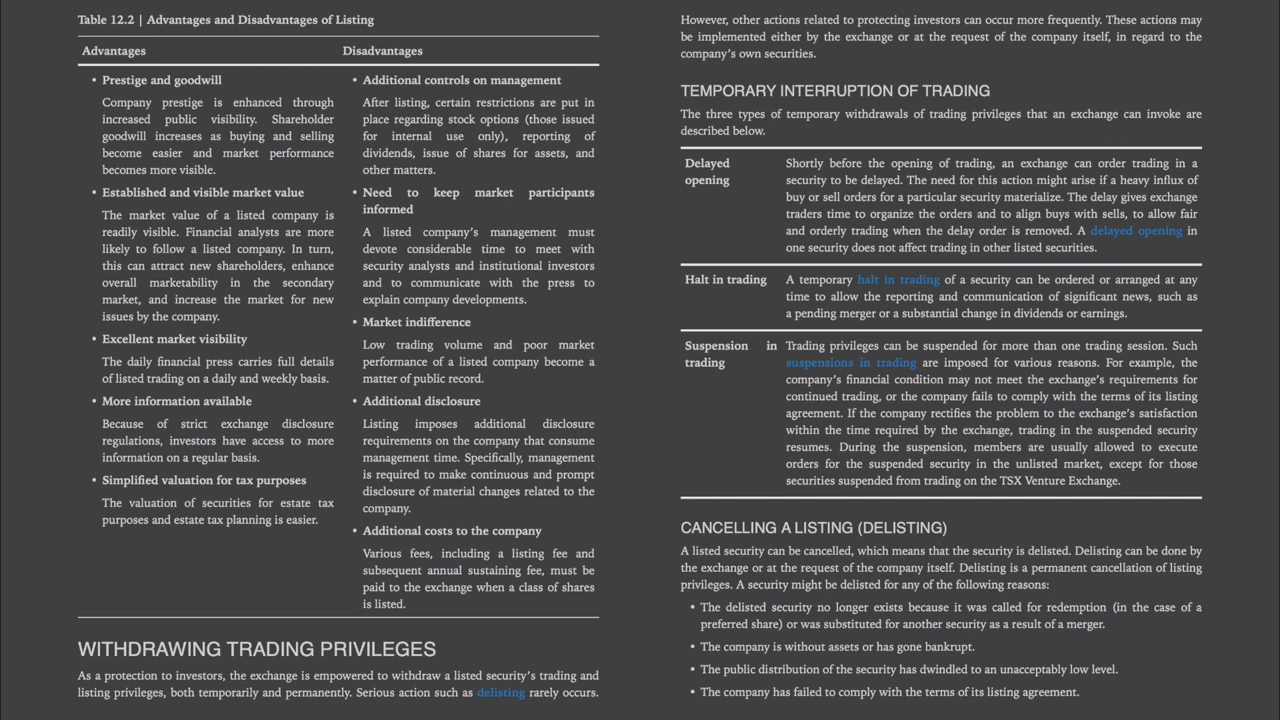 Table 12.2 | Advantages and Disadvantages of Listing
Advantages
• Prestige and goodwill
Company prestige is enhanced through
increased public visibility. Shareholder
goodwill increases as buying and selling
become easier and market performance
becomes more visible.
• Established and visible market value
The market value of a listed company is
readily visible. Financial analysts are more
likely to follow a listed company. In turn,
this can attract new shareholders, enhance
overall marketability in the secondary
market, and increase the market for new
issues by the company.
• Excellent market visibility
The daily financial press carries full details
of listed trading on a daily and weekly basis.
• More information available
Because of strict exchange disclosure
regulations, investors have access to more
information on a regular basis.
• Simplified valuation for tax purposes
The valuation of securities for estate tax
purposes and estate tax planning is easier.
Disadvantages
• Additional controls on management
After listing, certain restrictions are put in
place regarding stock options (those issued
for internal use only), reporting of
dividends, issue of shares for assets, and
other matters.
• Need to keep market participants
informed
A listed company's management must
devote considerable time to meet with
security analysts and institutional investors
and to communicate with the press to
explain company developments.
• Market indifference
Low trading volume and poor market
performance of a listed company become a
matter of public record.
• Additional disclosure
Listing imposes additional disclosure
requirements on the company that consume
management time. Specifically, management
is required to make continuous and prompt
disclosure of material changes related to the
company.
• Additional costs to the company
Various fees, including a listing fee and
subsequent annual sustaining fee, must be
paid to the exchange when a class of shares
is listed.
WITHDRAWING TRADING PRIVILEGES
As a protection to investors, the exchange is empowered to withdraw a listed security's trading and
listing privileges, both temporarily and permanently. Serious action such as delisting rarely occurs.
However, other actions related to protecting investors can occur more frequently. These actions may
be implemented either by the exchange or at the request of the company itself, in regard to the
company's own securities.
TEMPORARY INTERRUPTION OF TRADING
The three types of temporary withdrawals of trading privileges that an exchange can invoke are
described below.
Delayed
opening
Shortly before the opening of trading, an exchange can order trading in a
security to be delayed. The need for this action might arise if a heavy influx of
buy or sell orders for a particular security materialize. The delay gives exchange
traders time to organize the orders and to align buys with sells, to allow fair
and orderly trading when the delay order is removed. A delayed opening in
one security does not affect trading in other listed securities.
Halt in trading
A temporary halt in trading of a security can be ordered or arranged at any
time to allow the reporting and communication of significant news, such as
a pending merger or a substantial change in dividends or earnings.
Suspension in
trading
Trading privileges can be suspended for more than one trading session. Such
suspensions in trading are imposed for various reasons. For example, the
company's financial condition may not meet the exchange's requirements for
continued trading, or the company fails to comply with the terms of its listing
agreement. If the company rectifies the problem to the exchange's satisfaction
within the time required by the exchange, trading in the suspended security
resumes. During the suspension, members are usually allowed to execute
orders for the suspended security in the unlisted market, except for those
securities suspended from trading on the TSX Venture Exchange.
CANCELLING A LISTING (DELISTING)
A listed security can be cancelled, which means that the security is delisted. Delisting can be done by
the exchange or at the request of the company itself. Delisting is a permanent cancellation of listing
privileges. A security might be delisted for any of the following reasons:
• The delisted security no longer exists because it was called for redemption (in the case of a
preferred share) or was substituted for another security as a result of a merger.
• The company is without assets or has gone bankrupt.
• The public distribution of the security has dwindled to an unacceptably low level.
• The company has failed to comply with the terms of its listing agreement.